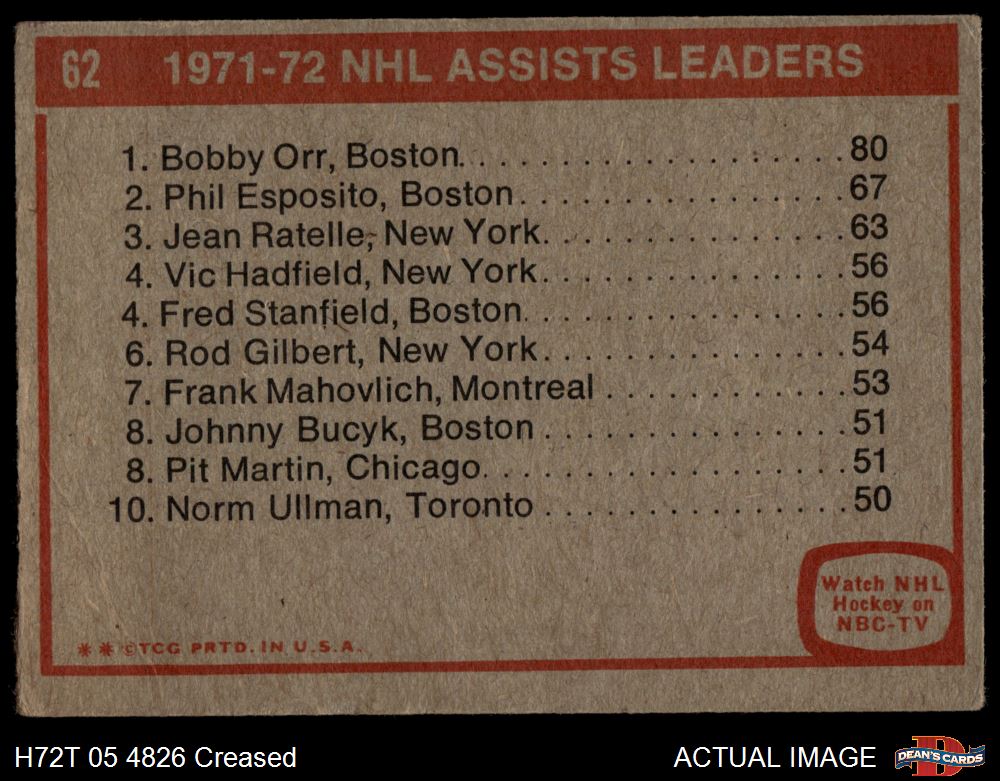 62 1971-72 NHL ASSISTS LEADERS
1. Bobby Orr, Boston. . . . . . . . . . . . . . . . . . . . 80
2. Phil Esposito, Boston. . . . . . . . . . . . . . . . . 67
3. Jean Ratelle, New York. . . . . . . . . . . . . . . . 63
4. Vic Hadfield, New York. . . . . . . . . . . . . . . . 56
4. Fred Stanfield, Boston. . . . . . . . . . . . . . . . . 56
6. Rod Gilbert, New York. . . . . . . . . . . . . . . . 54
7. Frank Mahovlich, Montreal . . . . . . . . . . . . . 53
8. Johnny Bucyk, Boston . . . . . . . . . . . . . . . . 51
8. Pit Martin, Chicago. . . . . . . . . . . . . . . . . . . 51
10. Norm Ullman, Toronto . . . . . . . . . . . . . . . . 50
Watch NHL
Hockey on
NBC-TV
* * ©TCG PRTD. IN U.S.A.
H72T 05 4826 Creased
ACTUAL IMAGE
D
DEAN'S CARDS